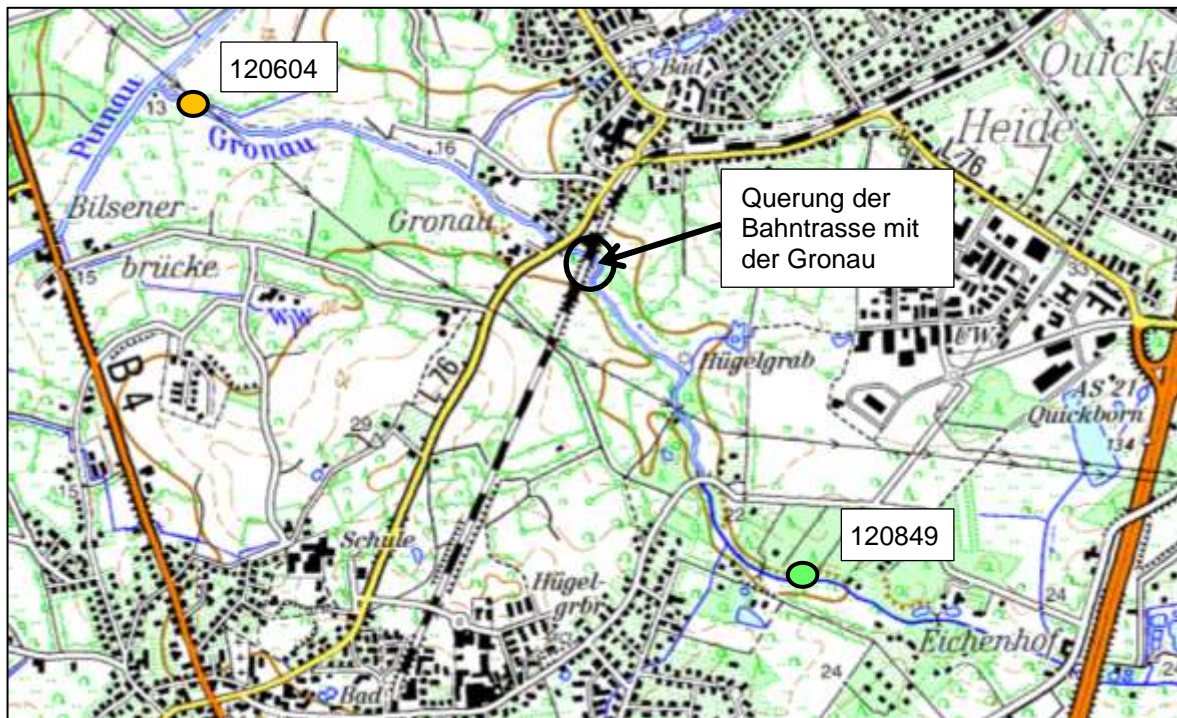 120604
13
Pinnau
Gronau
16
Bad
Quickb
Heide
L 76
Bilsener-
brücke
15
Gronau
Querung der
Bahntrasse mit
der Gronau
33
WjW
B 4
L 76
Hügelgrab
UW
AS 21
Quickborn
134
29
15
Schule
22
120849
Hügel-
grbr
24
Eichenhof
24
Bad